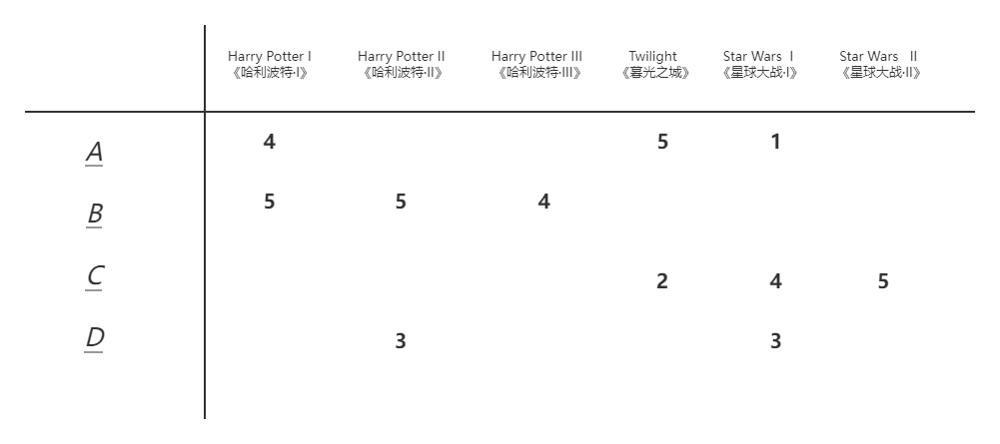 Harry Potter I Harry Potter II Harry Potter III Twilight Star Wars I Star Wars II
《哈利波特·I》 《哈利波特·II》 《哈利波特·III》 《暮光之城》 《星球大战·I》 《星球大战·II》
A 4 5 1
B 5 5 4
C 2 4 5
D 3 3